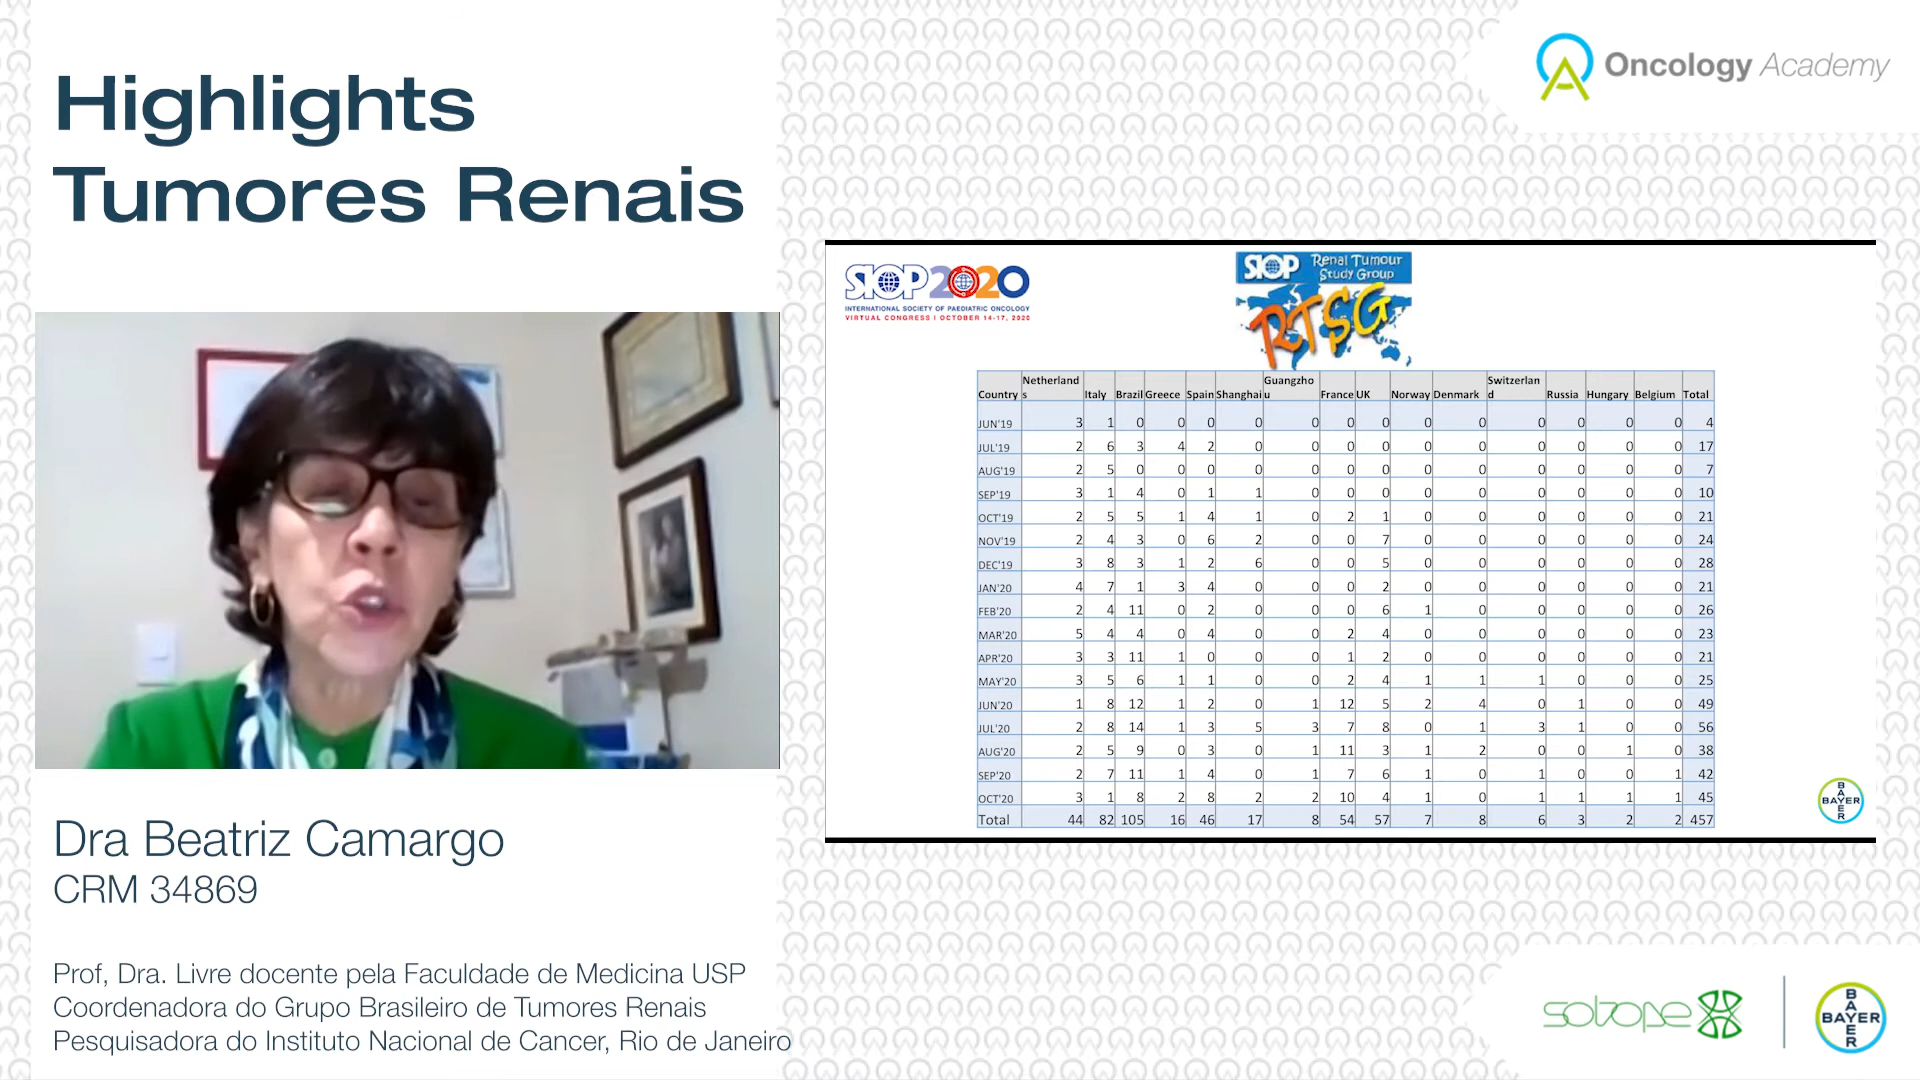 Highlights
Tumores Renais
Oncology Academy
SIOP 2020
INTERNATIONAL SOCIETY OF PAEDIATRIC ONCOLOGY
VIRTUAL CONGRESS | OCTOBER 14-17, 2020
SIOP Renal Tumour
Study Group
RTSG
Country Netherlands Italy Brazil Greece Spain Shanghai Guangzhou France UK Norway Denmark Switzerland Russia Hungary Belgium Total
JUN'19 3 1 0 0 0 0 0 0 0 0 0 0 0 0 0 4
JUL'19 2 6 3 4 2 0 0 0 0 0 0 0 0 0 0 17
AUG'19 2 5 0 0 0 0 0 0 0 0 0 0 0 0 0 7
SEP'19 3 1 4 0 1 1 0 0 0 0 0 0 0 0 0 10
OCT'19 2 5 5 1 4 1 0 2 1 0 0 0 0 0 0 21
NOV'19 2 4 3 0 6 2 0 0 7 0 0 0 0 0 0 24
DEC'19 3 8 3 1 2 6 0 0 5 0 0 0 0 0 0 28
JAN'20 4 7 1 3 4 0 0 0 2 0 0 0 0 0 0 21
FEB'20 2 4 11 0 2 0 0 0 6 1 0 0 0 0 0 26
MAR'20 5 4 4 0 4 0 0 2 4 0 0 0 0 0 0 23
APR'20 3 3 11 1 0 0 0 1 2 0 0 0 0 0 0 21
MAY'20 3 5 6 1 1 0 0 2 4 1 1 1 0 0 0 25
JUN'20 1 8 12 1 2 0 1 12 5 2 4 0 1 0 0 49
JUL'20 2 8 14 1 3 5 3 7 8 0 1 3 1 0 0 56
AUG'20 2 5 9 0 3 0 1 11 3 1 2 0 0 1 0 38
SEP'20 2 7 11 1 4 0 1 7 6 1 0 1 0 0 1 42
OCT'20 3 1 8 2 8 2 2 10 4 1 0 1 1 1 1 45
Total 44 82 105 16 46 17 8 54 57 7 8 6 3 2 2 457
BAYER
BAYER
Dra Beatriz Camargo
CRM 34869
Prof, Dra. Livre docente pela Faculdade de Medicina USP
Coordenadora do Grupo Brasileiro de Tumores Renais
Pesquisadora do Instituto Nacional de Cancer, Rio de Janeiro
sobope
BAYER
BAYER